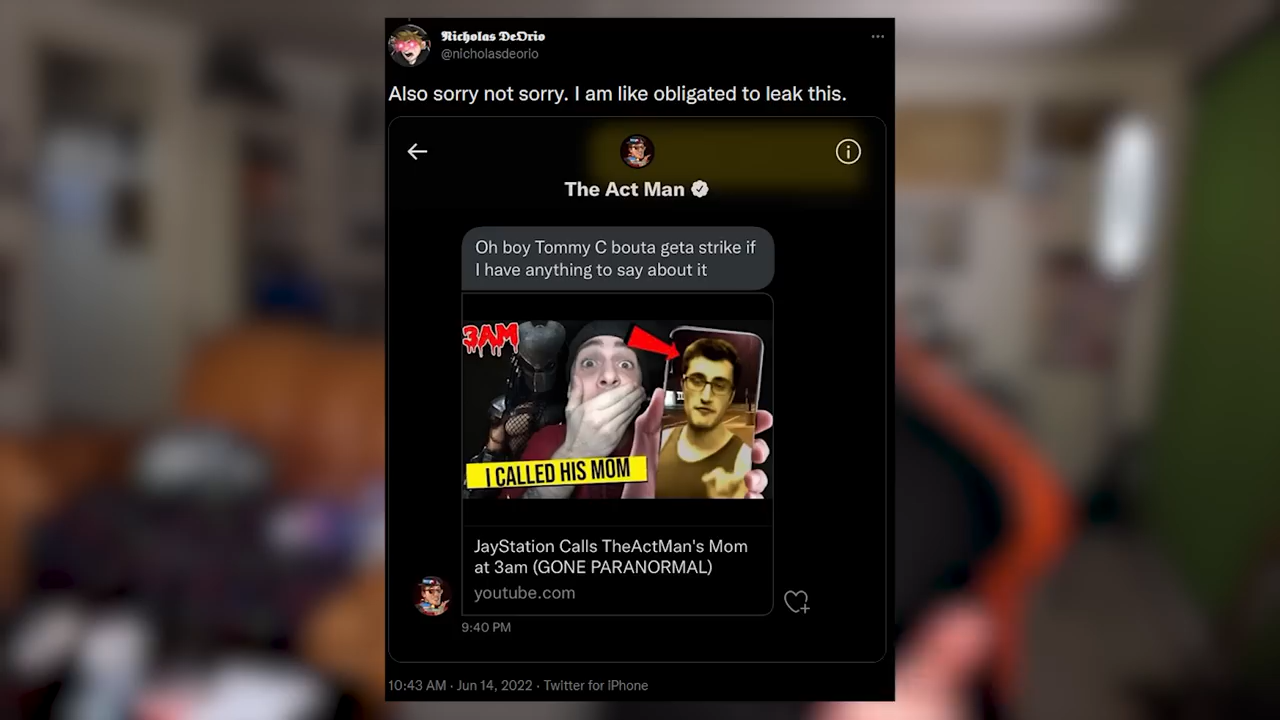 Nicholas DeOrio
@nicholasdeorio
Also sorry not sorry. I am like obligated to leak this.
The Act Man
Oh boy Tommy C bouta geta strike if
I have anything to say about it
3AM
I CALLED HIS MOM
JayStation Calls TheActMan's Mom
at 3am (GONE PARANORMAL)
youtube.com
9:40 PM
10:43 AM · Jun 14, 2022 · Twitter for iPhone